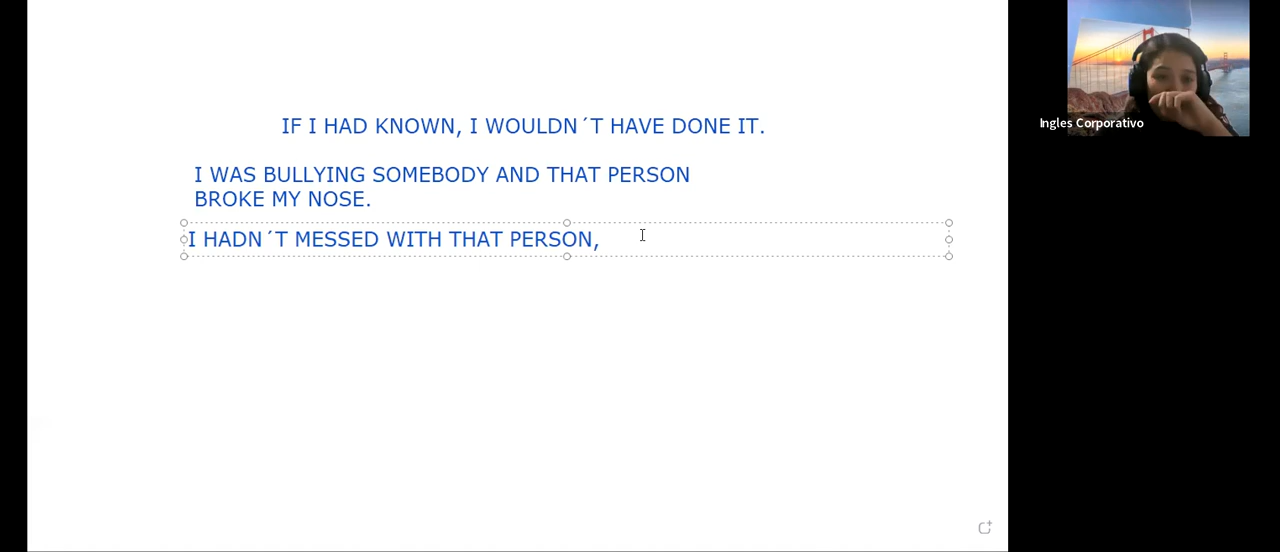 IF I HAD KNOWN, I WOULDN´T HAVE DONE IT.
I WAS BULLYING SOMEBODY AND THAT PERSON
BROKE MY NOSE.
I HADN´T MESSED WITH THAT PERSON,
Ingles Corporativo